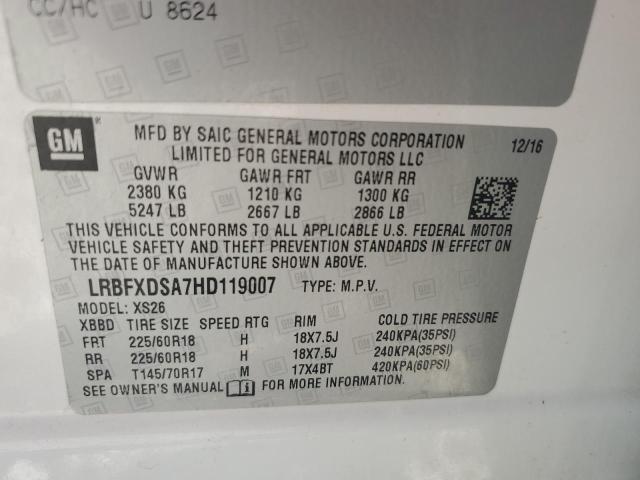 CC/HC U 8624
GM
MFD BY SAIC GENERAL MOTORS CORPORATION
LIMITED FOR GENERAL MOTORS LLC
12/16
GVWR GAWR FRT GAWR RR
2380 KG 1210 KG 1300 KG
5247 LB 2667 LB 2866 LB
THIS VEHICLE CONFORMS TO ALL APPLICABLE U.S. FEDERAL MOTOR
VEHICLE SAFETY AND THEFT PREVENTION STANDARDS IN EFFECT ON
THE DATE OF MANUFACTURE SHOWN ABOVE.
LRBFXDSA7HD119007 TYPE: M.P.V.
MODEL: XS26
XBBD TIRE SIZE SPEED RTG RIM COLD TIRE PRESSURE
FRT 225/60R18 H 18X7.5J 240KPA(35PSI)
RR 225/60R18 H 18X7.5J 240KPA(35PSI)
SPA T145/70R17 M 17X4BT 420KPA(60PSI)
SEE OWNER'S MANUAL FOR MORE INFORMATION